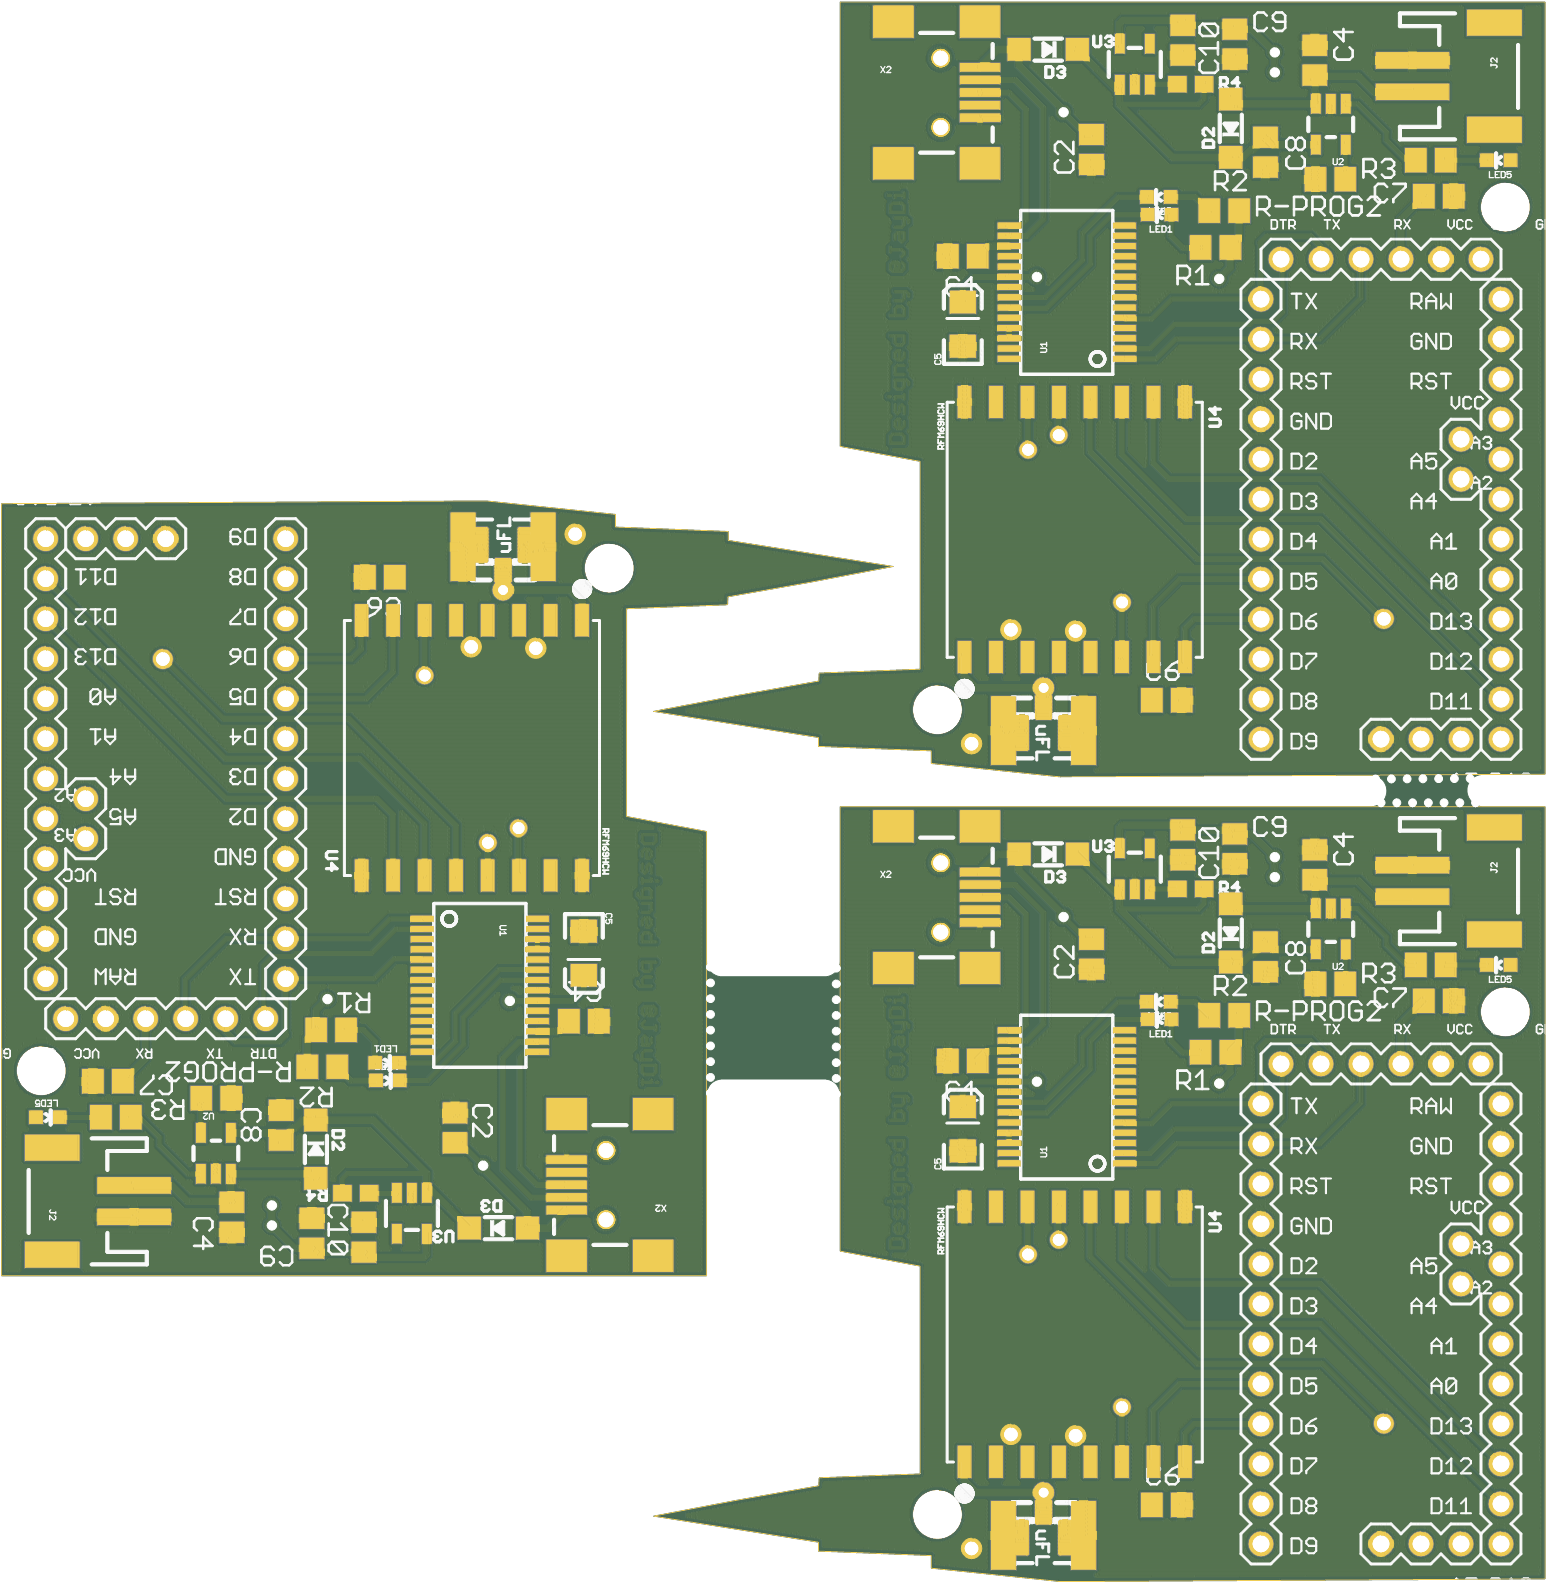 X2
D3
U3
C10
C9
C4
J2
R4
D2
C8
U2
C2
R3
C7
LED5
R2
R-PROG2
DTR TX RX VCC G
LED1
R1
C1
C5
U1
Designed by @JayDi
TX RAW
RX GND
RST RST
GND
VCC
A3
D2 A5
A2
D3 A4
D4 A1
D5 A0
D6 D13
D7 D12
D8 D11
D9
RFM69HCW
U4
C6
uFL
uFL
D9
D11 D8
D12 D7
D13 D6
A0 D5
A1 D4
A4 D3
A2
A5 D2
A3
GND
VCC
RST RST
GND RX
RAW TX
C6
U4
RFM69HCW
Designed by @JayDi
C5
U1
C1
R1
LED1
G VCC RX TX DTR
R-PROG2
C7
R3
R2
LED5
U2
C8
D2
C2
R4
J2
C4
C9
C10
U3
D3
X2
X2
D3
U3
C10
C9
C4
J2
R4
D2
C8
U2
C2
R3
C7
LED5
R2
R-PROG2
DTR TX RX VCC G
LED1
R1
C1
C5
U1
Designed by @JayDi
TX RAW
RX GND
RST RST
GND
VCC
A3
D2 A5
A2
D3 A4
D4 A1
D5 A0
D6 D13
D7 D12
D8 D11
D9
RFM69HCW
U4
C6
uFL